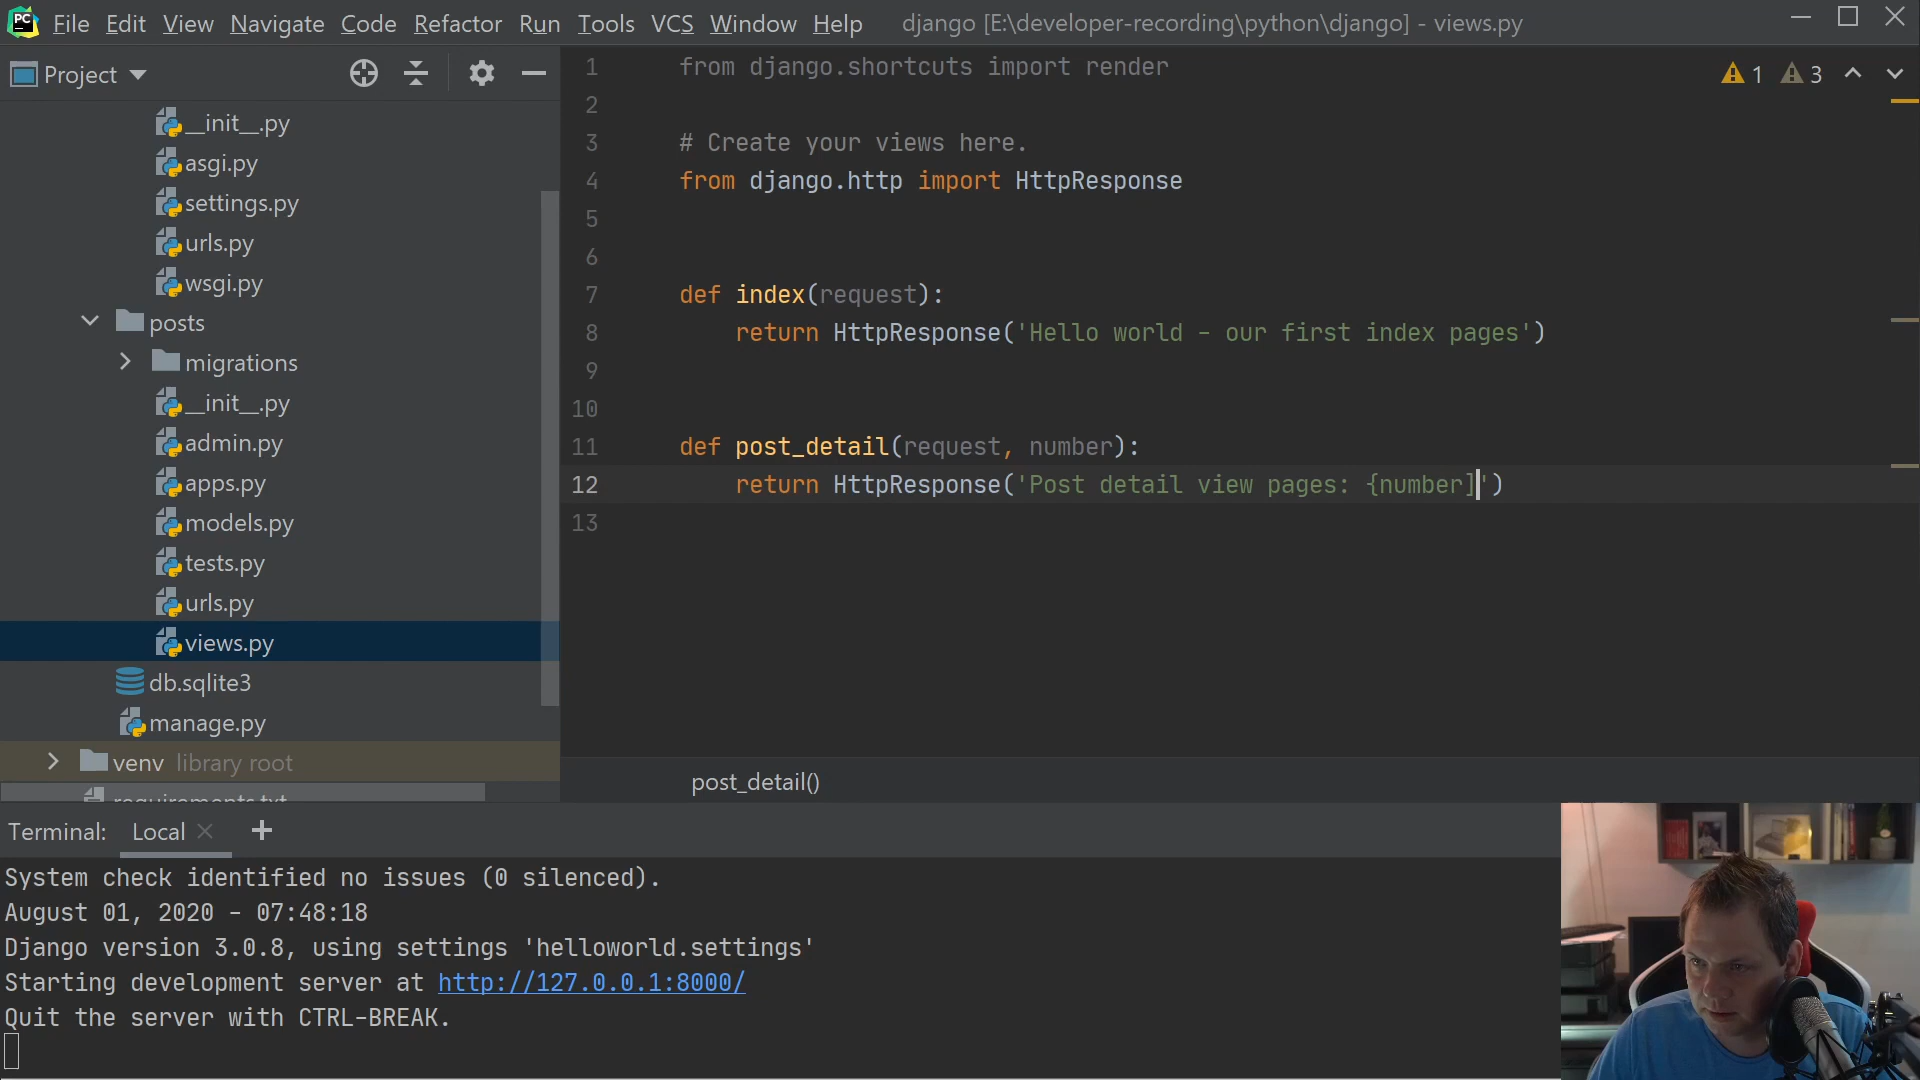 PC File Edit View Navigate Code Refactor Run Tools VCS Window Help django [E:\developer-recording\python\django] - views.py
Project
__init__.py
asgi.py
settings.py
urls.py
wsgi.py
posts
migrations
__init__.py
admin.py
apps.py
models.py
tests.py
urls.py
views.py
db.sqlite3
manage.py
venv library root
requirements.txt
1 3
1 from django.shortcuts import render
2
3 # Create your views here.
4 from django.http import HttpResponse
5
6
7 def index(request):
8 return HttpResponse('Hello world - our first index pages')
9
10
11 def post_detail(request, number):
12 return HttpResponse('Post detail view pages: {number]')
13
post_detail()
Terminal: Local
System check identified no issues (0 silenced).
August 01, 2020 - 07:48:18
Django version 3.0.8, using settings 'helloworld.settings'
Starting development server at http://127.0.0.1:8000/
Quit the server with CTRL-BREAK.